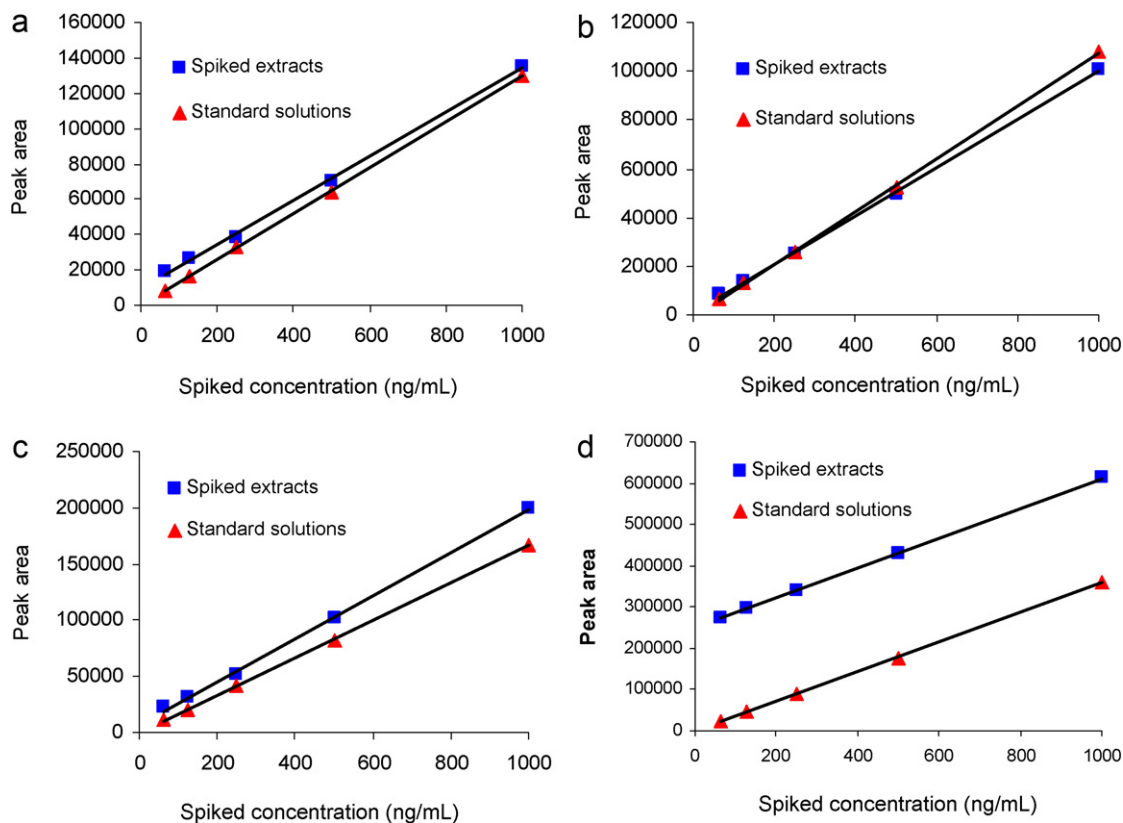 a
160000
140000
120000
100000
80000
60000
40000
20000
0
Peak area
Spiked extracts
Standard solutions
0 200 400 600 800 1000
Spiked concentration (ng/mL)
b
120000
100000
80000
60000
40000
20000
0
Peak area
Spiked extracts
Standard solutions
0 200 400 600 800 1000
Spiked concentration (ng/mL)
c
250000
200000
150000
100000
50000
0
Peak area
Spiked extracts
Standard solutions
0 200 400 600 800 1000
Spiked concentration (ng/mL)
d
700000
600000
500000
400000
300000
200000
100000
0
Peak area
Spiked extracts
Standard solutions
0 200 400 600 800 1000
Spiked concentration (ng/mL)